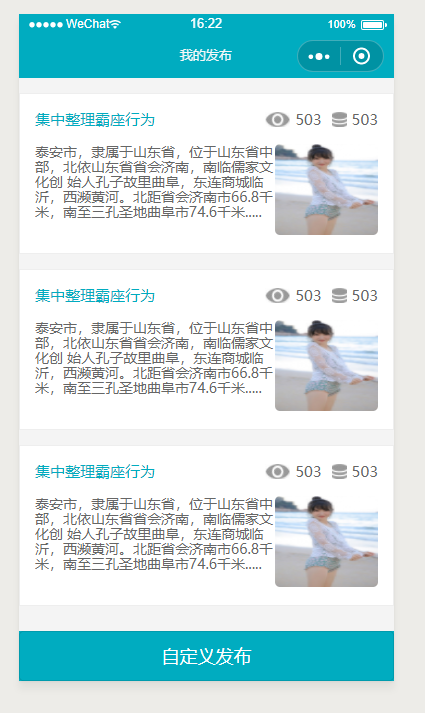 WeChat 16:22 100%
我的发布
集中整理霸座行为 503 503
泰安市，隶属于山东省，位于山东省中
部，北依山东省省会济南，南临儒家文
化创 始人孔子故里曲阜，东连商城临
沂，西濒黄河。北距省会济南市66.8千
米，南至三孔圣地曲阜市74.6千米.....
集中整理霸座行为 503 503
泰安市，隶属于山东省，位于山东省中
部，北依山东省省会济南，南临儒家文
化创 始人孔子故里曲阜，东连商城临
沂，西濒黄河。北距省会济南市66.8千
米，南至三孔圣地曲阜市74.6千米.....
集中整理霸座行为 503 503
泰安市，隶属于山东省，位于山东省中
部，北依山东省省会济南，南临儒家文
化创 始人孔子故里曲阜，东连商城临
沂，西濒黄河。北距省会济南市66.8千
米，南至三孔圣地曲阜市74.6千米.....
自定义发布